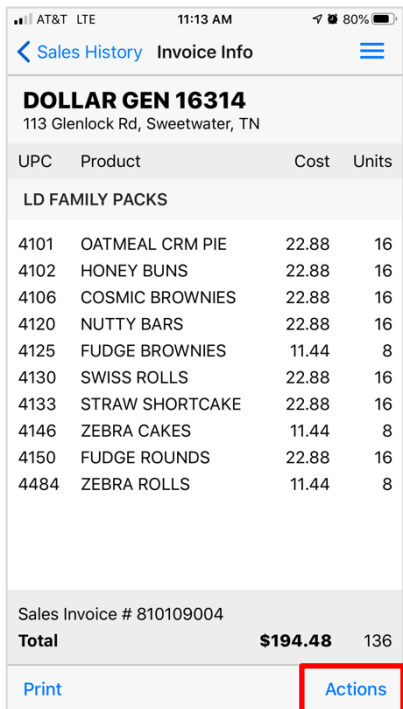 AT&T LTE 11:13 AM 80%
Sales History Invoice Info
DOLLAR GEN 16314
113 Glenlock Rd, Sweetwater, TN
UPC Product Cost Units
LD FAMILY PACKS
4101 OATMEAL CRM PIE 22.88 16
4102 HONEY BUNS 22.88 16
4106 COSMIC BROWNIES 22.88 16
4120 NUTTY BARS 22.88 16
4125 FUDGE BROWNIES 11.44 8
4130 SWISS ROLLS 22.88 16
4133 STRAW SHORTCAKE 22.88 16
4146 ZEBRA CAKES 11.44 8
4150 FUDGE ROUNDS 22.88 16
4484 ZEBRA ROLLS 11.44 8
Sales Invoice # 810109004
Total $194.48 136
Print Actions